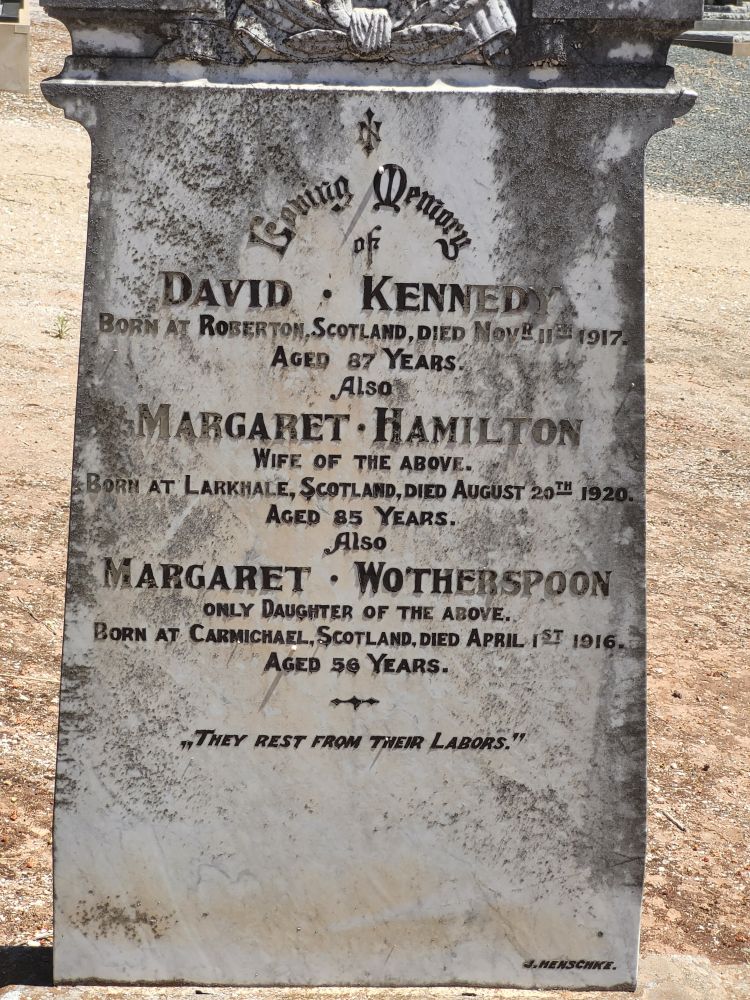 Loving Memory
of
DAVID · KENNEDY
BORN AT ROBERTON, SCOTLAND, DIED NOVR 11TH 1917.
AGED 87 YEARS.
Also
MARGARET · HAMILTON
WIFE OF THE ABOVE.
BORN AT LARKHALE, SCOTLAND, DIED AUGUST 20TH 1920.
AGED 85 YEARS.
Also
MARGARET · WOTHERSPOON
ONLY DAUGHTER OF THE ABOVE.
BORN AT CARMICHAEL, SCOTLAND, DIED APRIL 1ST 1916.
AGED 56 YEARS.
„THEY REST FROM THEIR LABORS."
J. HENSCHKE.